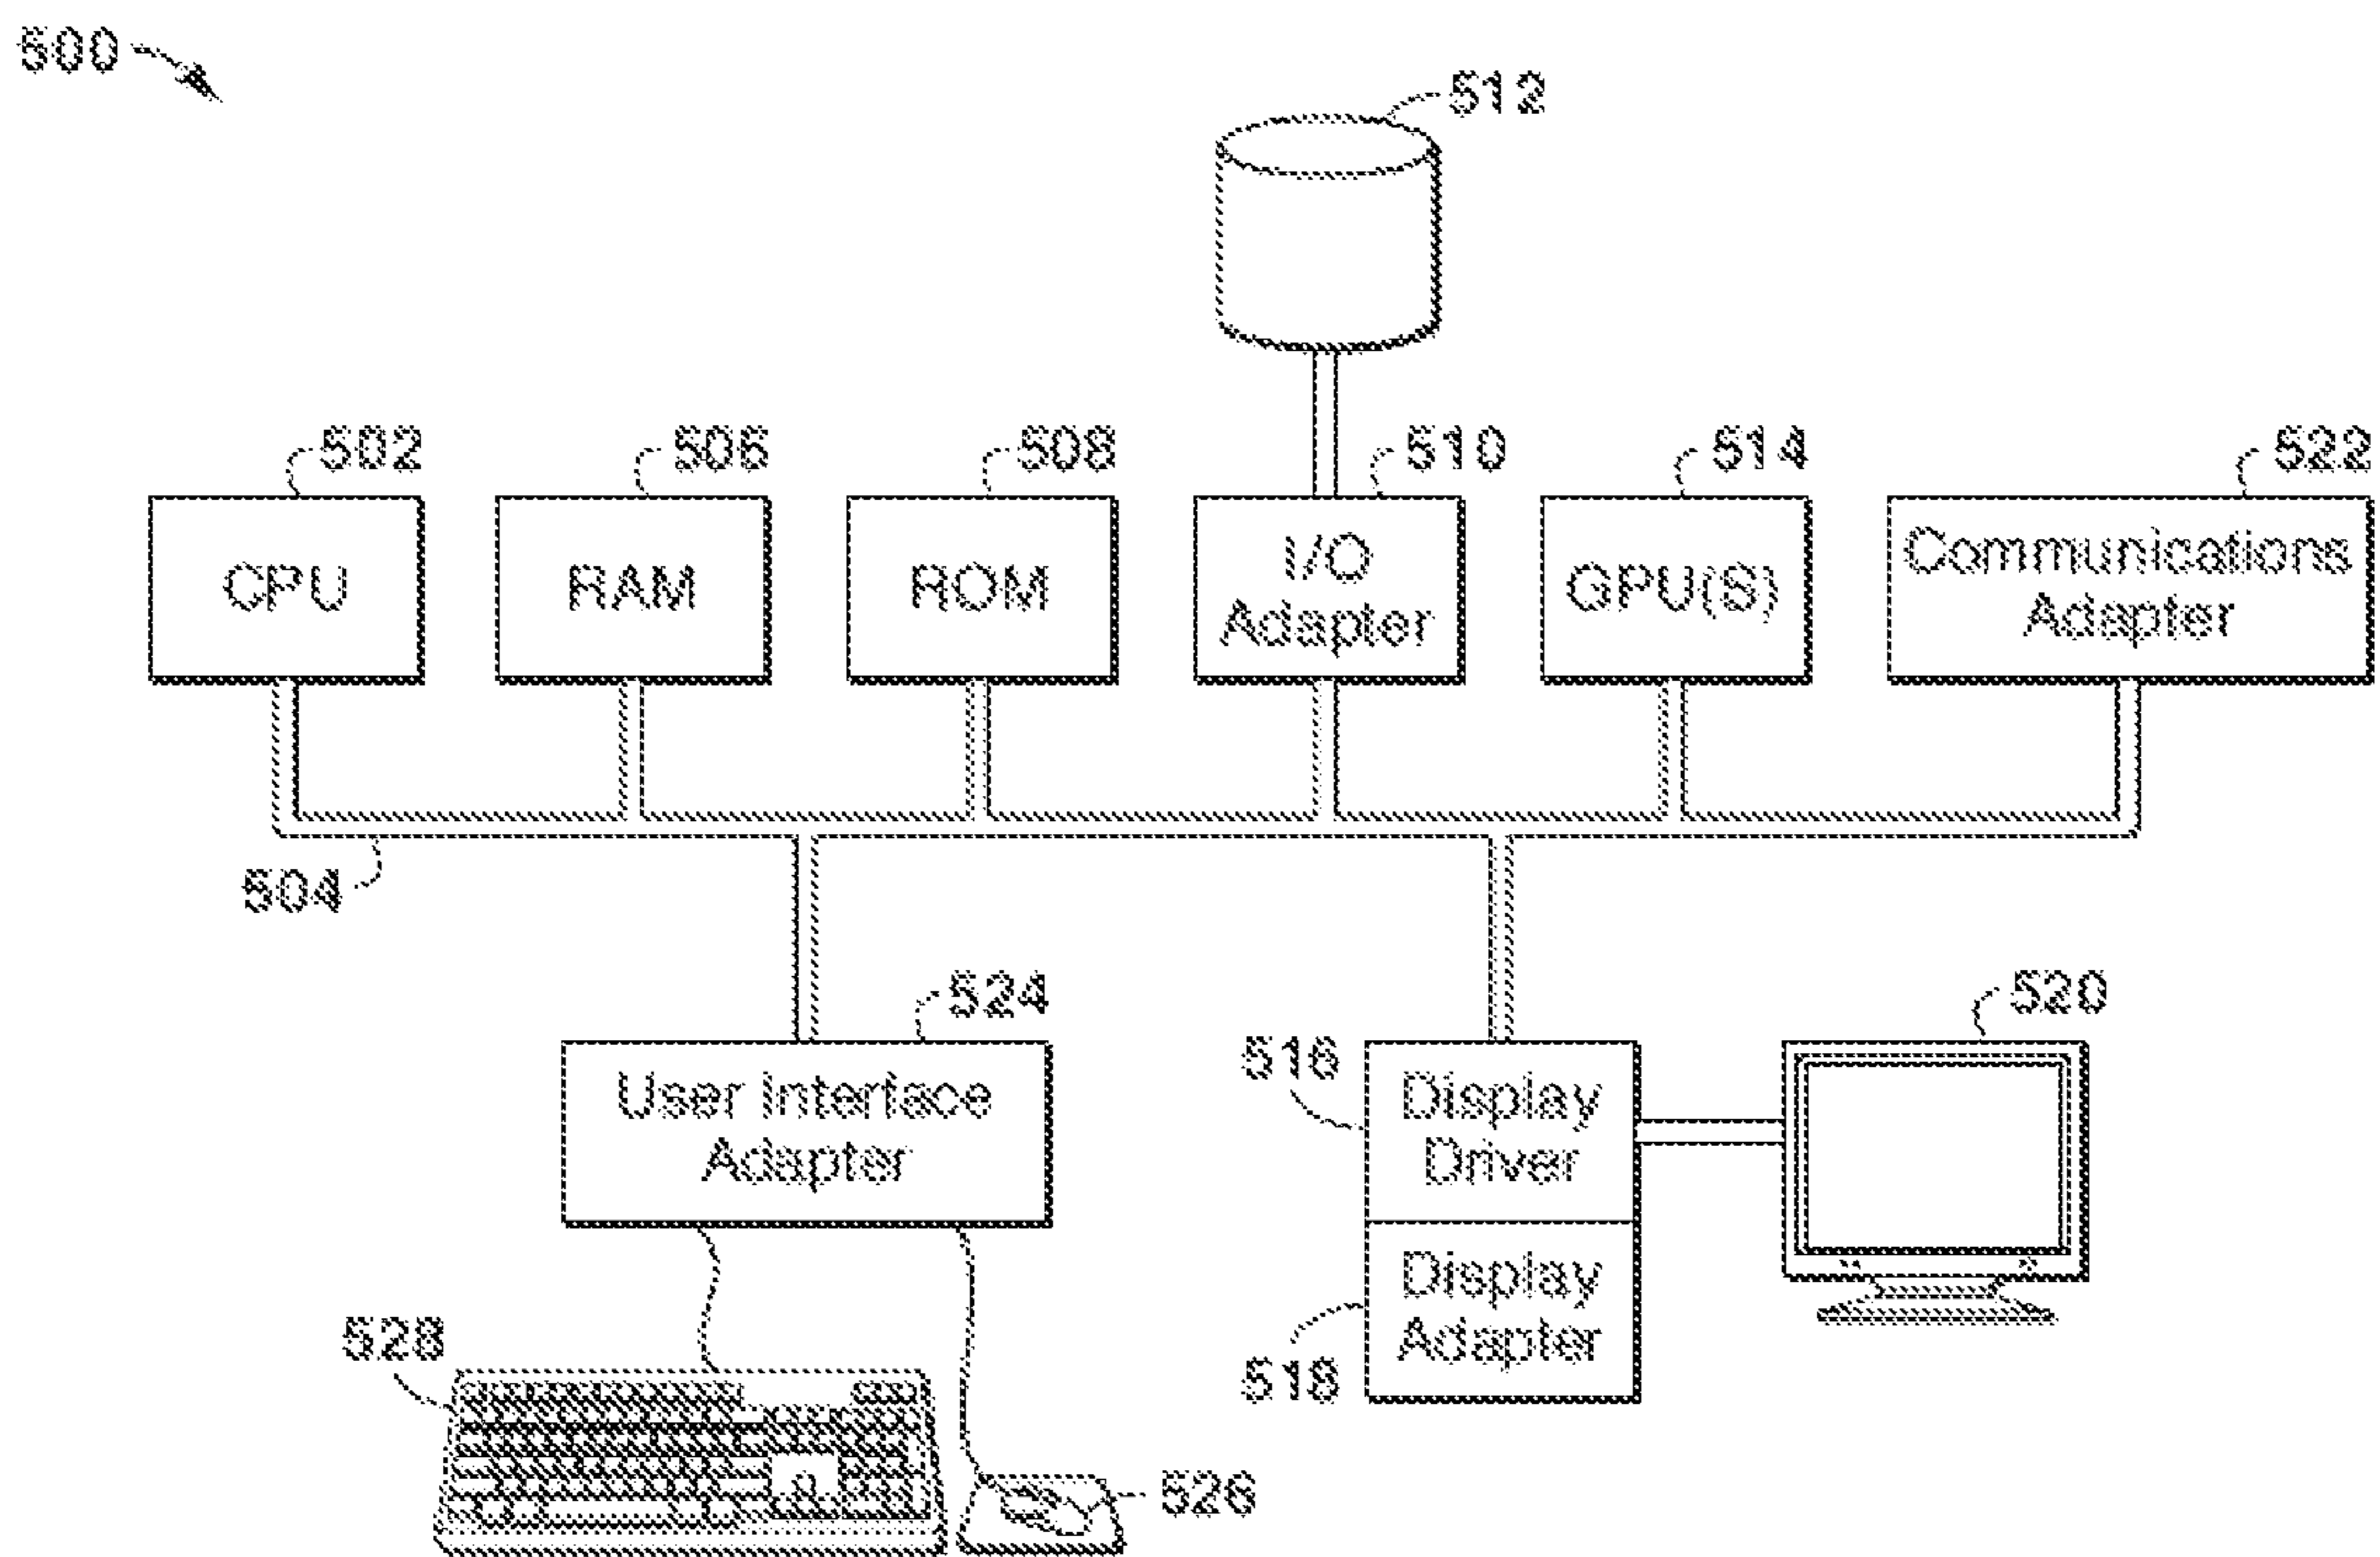 500
512
502
506
508
510
514
522
CPU
RAM
ROM
I/O
Adapter
GPU(S)
Communications
Adapter
504
524
520
516
User Interface
Adapter
Display
Driver
Display
Adapter
518
528
526